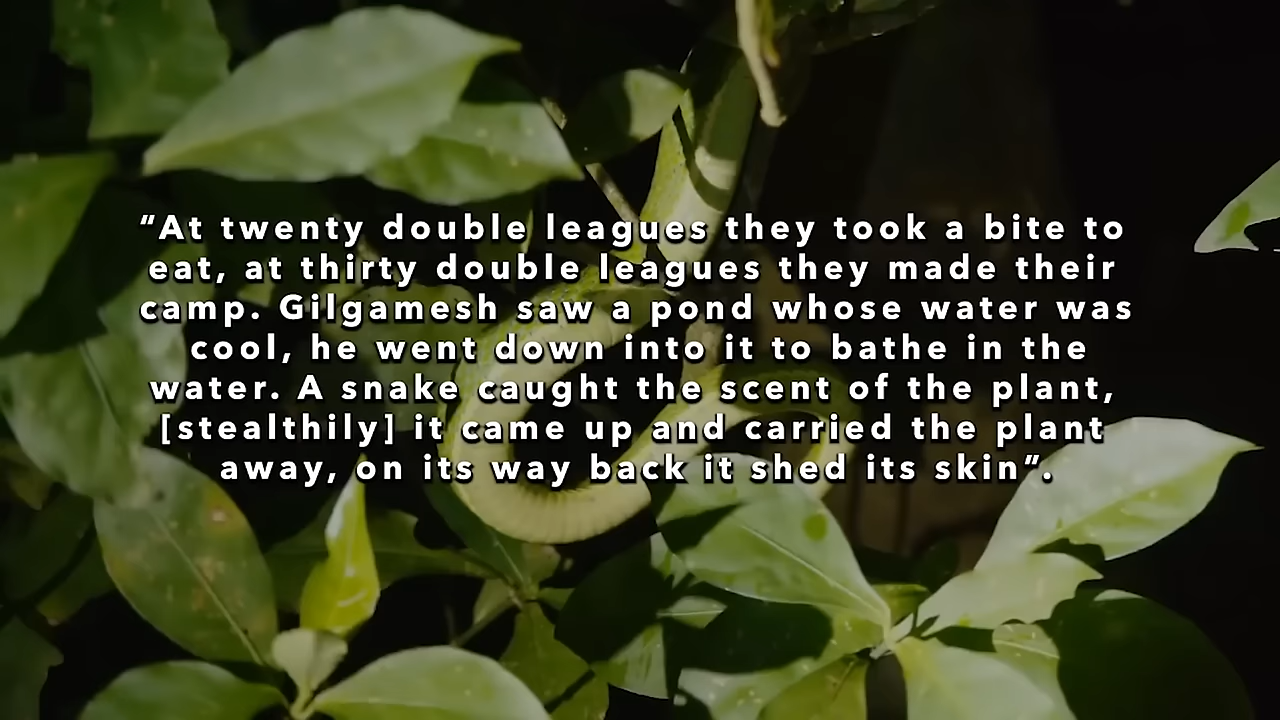 “At twenty double leagues they took a bite to
eat, at thirty double leagues they made their
camp. Gilgamesh saw a pond whose water was
cool, he went down into it to bathe in the
water. A snake caught the scent of the plant,
[stealthily] it came up and carried the plant
away, on its way back it shed its skin”.